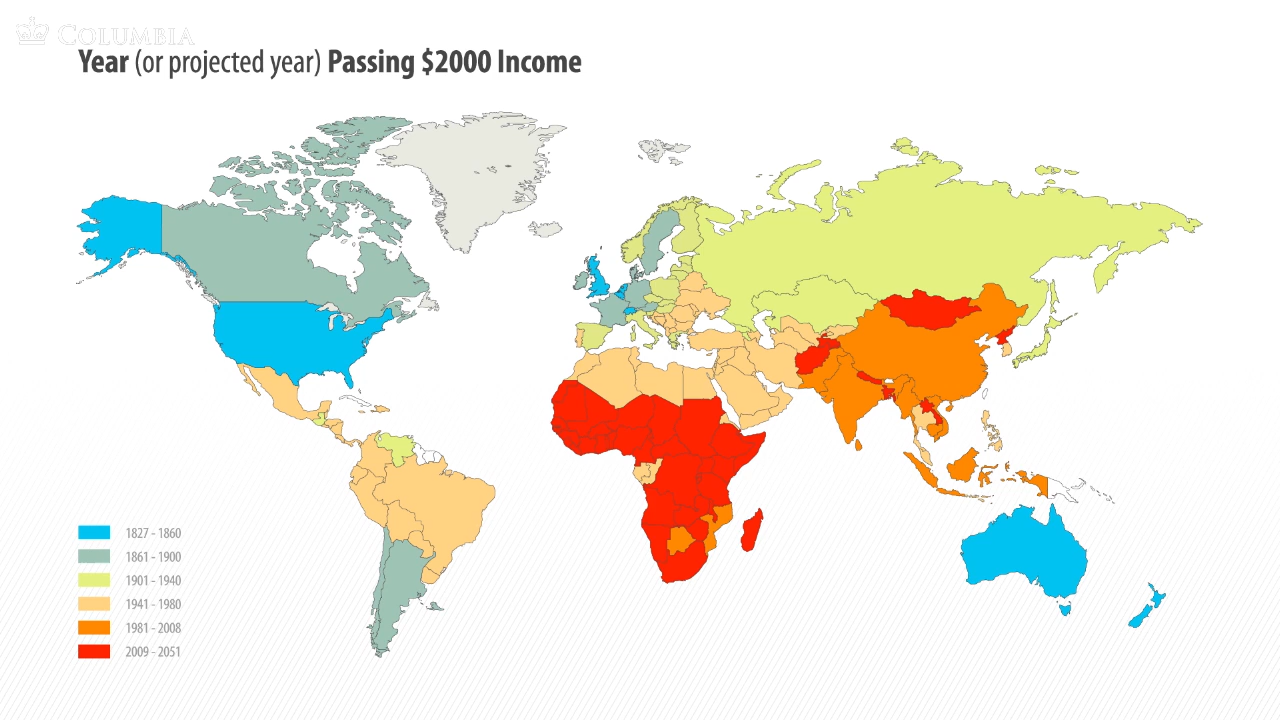 COLUMBIA
Year (or projected year) Passing $2000 Income
1827 - 1860
1861 - 1900
1901 - 1940
1941 - 1980
1981 - 2008
2009 - 2051